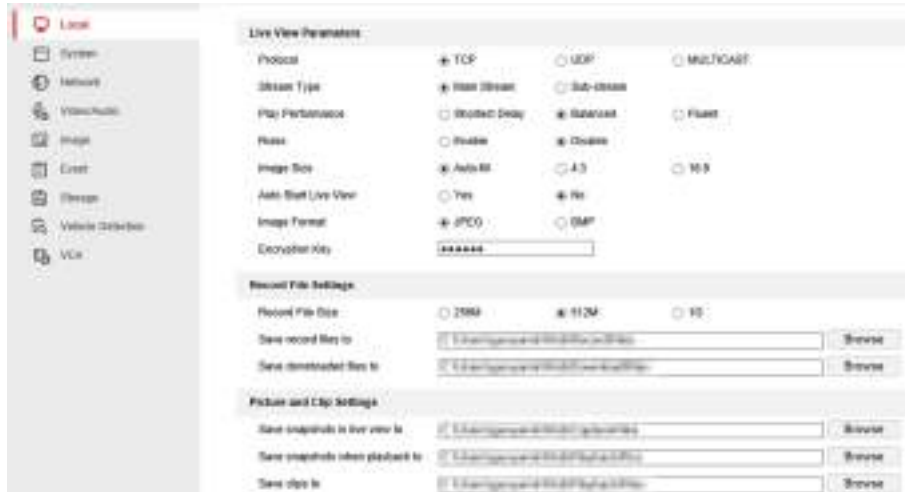 Local
System
Network
Video/Audio
Image
Event
Storage
Vehicle Detection
VCA
Live View Parameters
Protocol TCP UDP MULTICAST
Stream Type Main Stream Sub-stream
Play Performance Shortest Delay Balanced Fluent
Rules Enable Disable
Image Size Auto-fill 4:3 16:9
Auto Start Live View Yes No
Image Format JPEG BMP
Encryption Key ••••••
Record File Settings
Record File Size 256M 512M 1G
Save record files to Browse
Save downloaded files to Browse
Picture and Clip Settings
Save snapshots in live view to Browse
Save snapshots when playback to Browse
Save clips to Browse